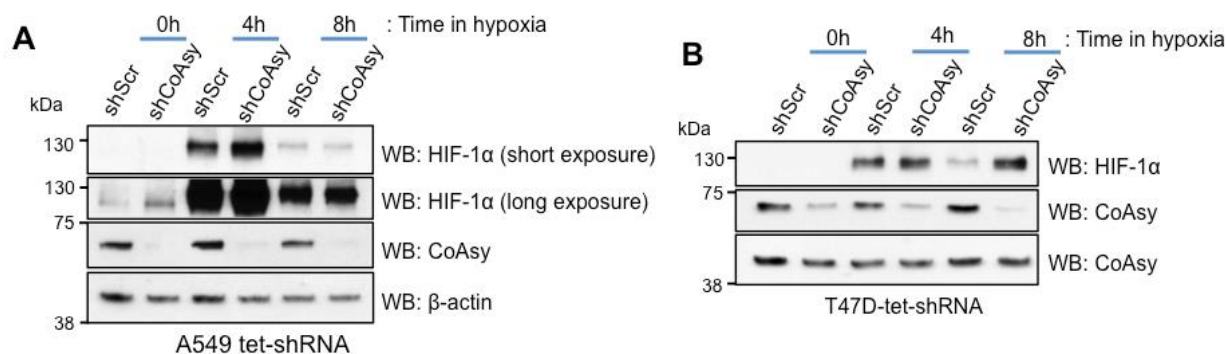 A
0h 4h 8h : Time in hypoxia
kDa
shScr shCoAsy shScr shCoAsy shScr shCoAsy
130 WB: HIF-1α (short exposure)
130 WB: HIF-1α (long exposure)
75
WB: CoAsy
WB: β-actin
38
A549 tet-shRNA
B
0h 4h 8h : Time in hypoxia
kDa
shScr shCoAsy shScr shCoAsy shScr shCoAsy
130 WB: HIF-1α
75
WB: CoAsy
WB: CoAsy
38
T47D-tet-shRNA